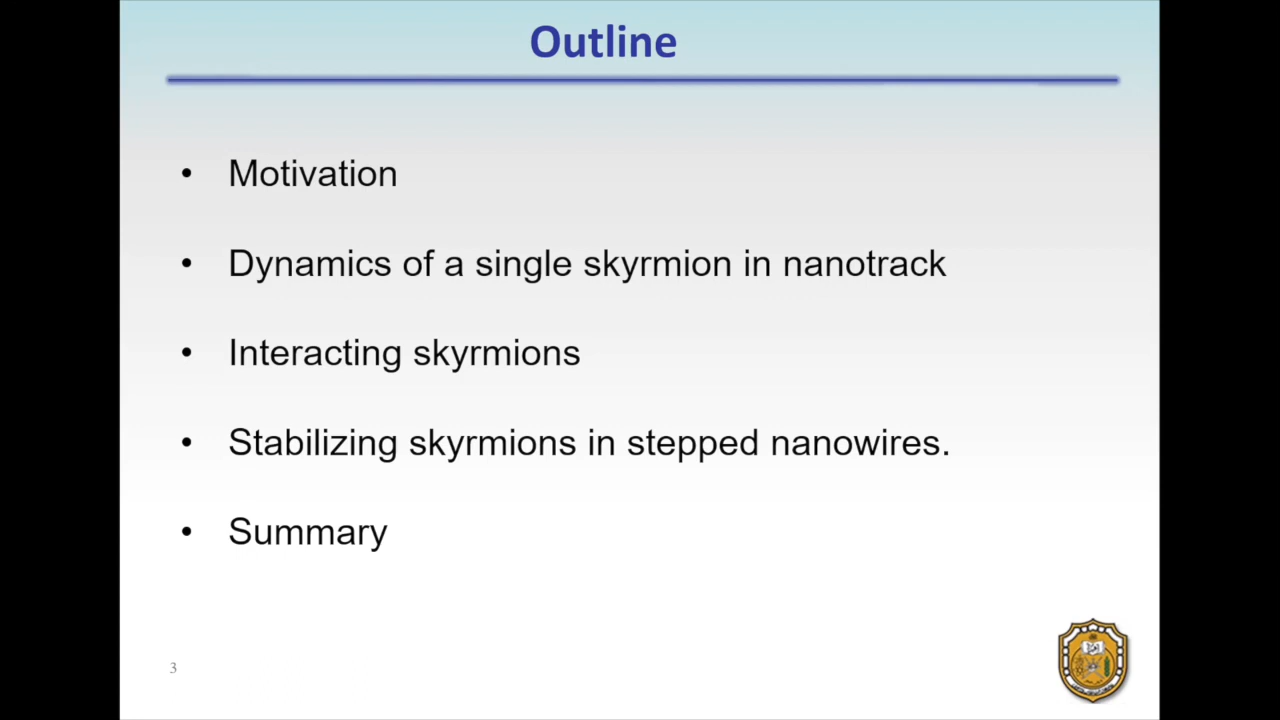 Outline
• Motivation
• Dynamics of a single skyrmion in nanotrack
• Interacting skyrmions
• Stabilizing skyrmions in stepped nanowires.
• Summary
3